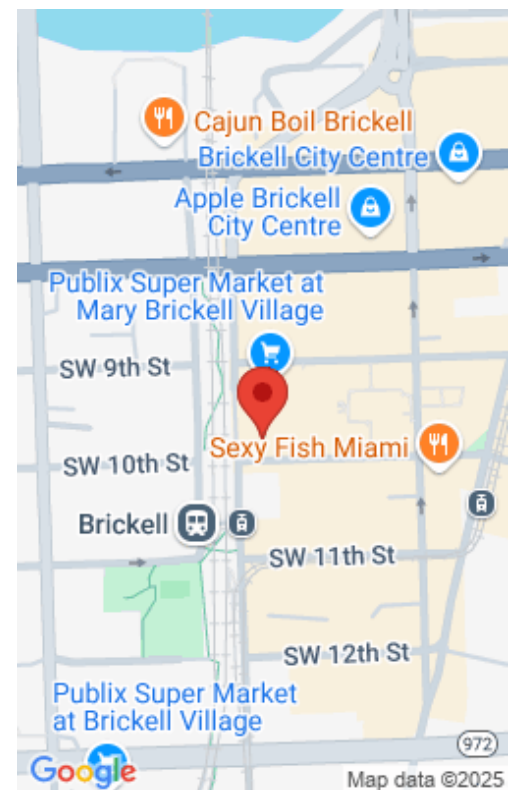 Cajun Boil Brickell
Brickell City Centre
Apple Brickell
City Centre
Publix Super Market at
Mary Brickell Village
SW 9th St
Sexy Fish Miami
SW 10th St
Brickell
SW 11th St
SW 12th St
Publix Super Market
at Brickell Village
972
Google
Map data ©2025